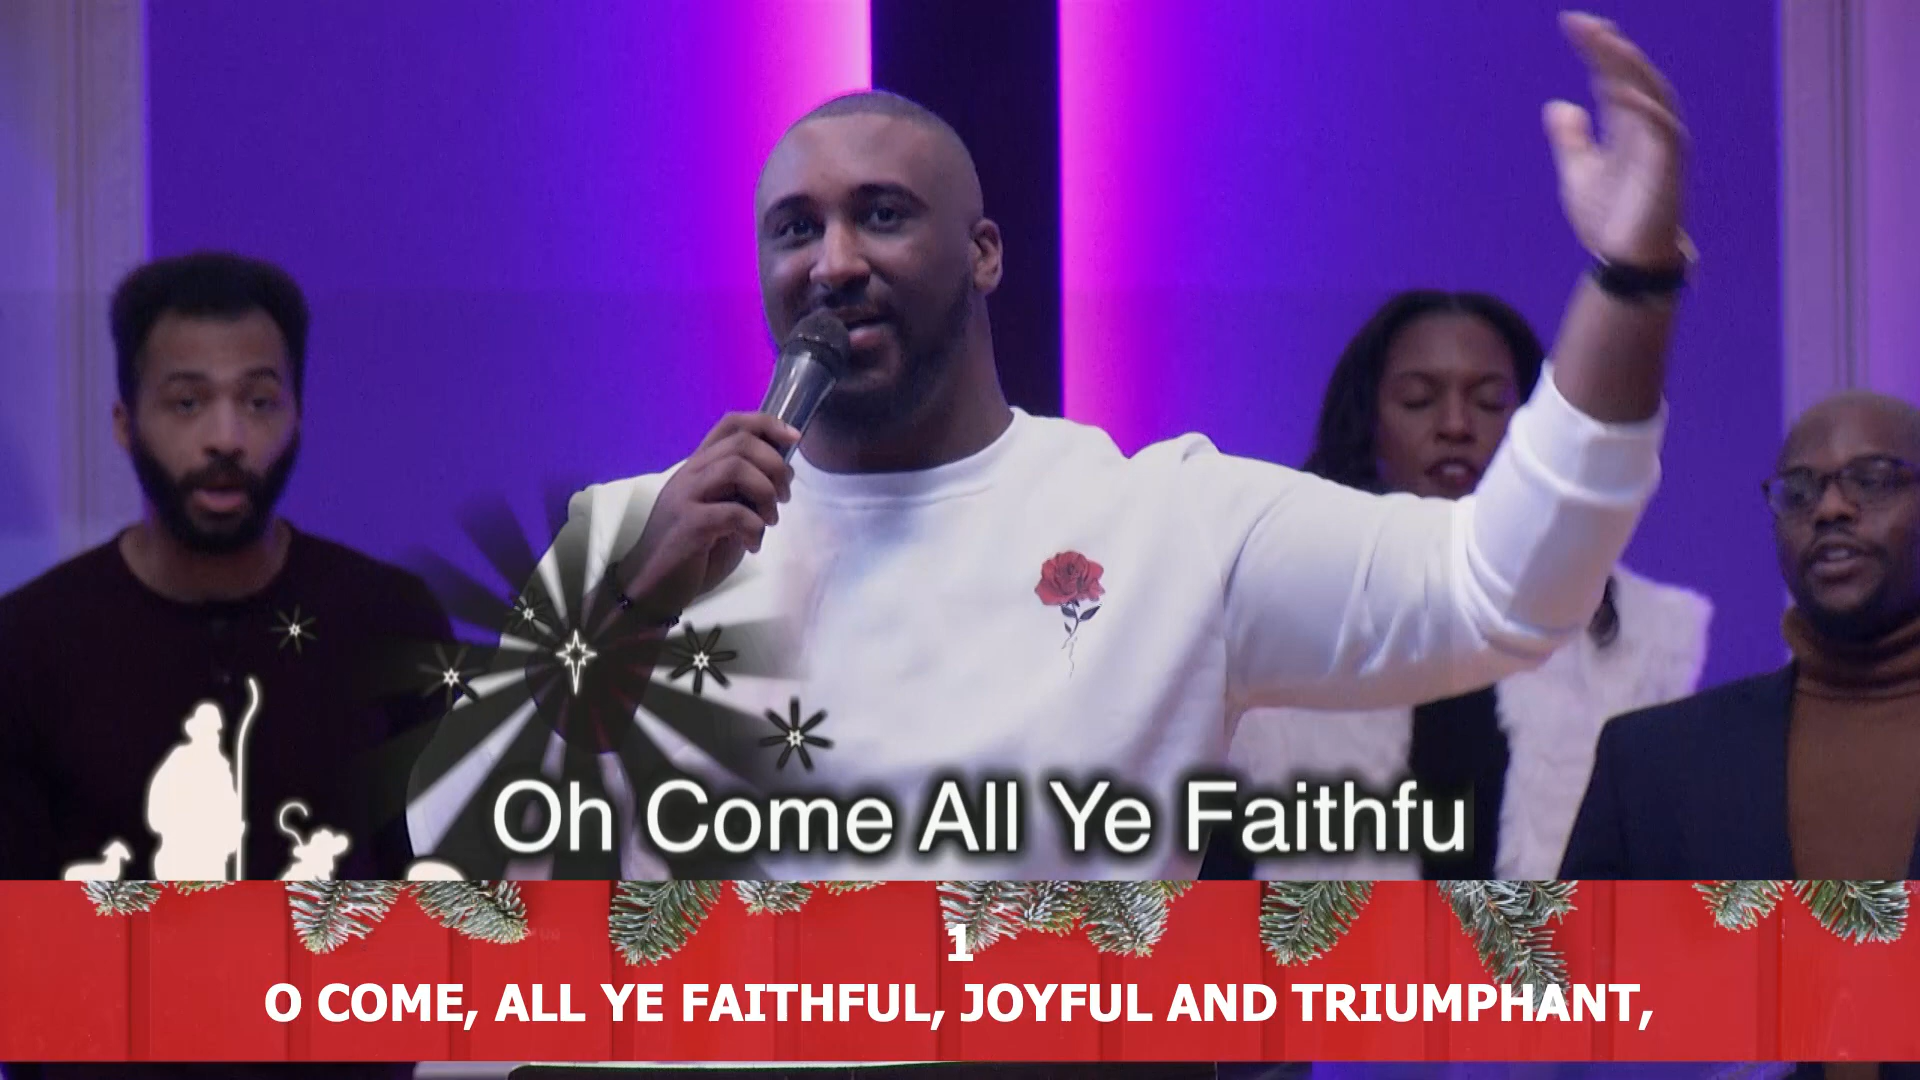 Oh Come All Ye Faithfu
1
O COME, ALL YE FAITHFUL, JOYFUL AND TRIUMPHANT,